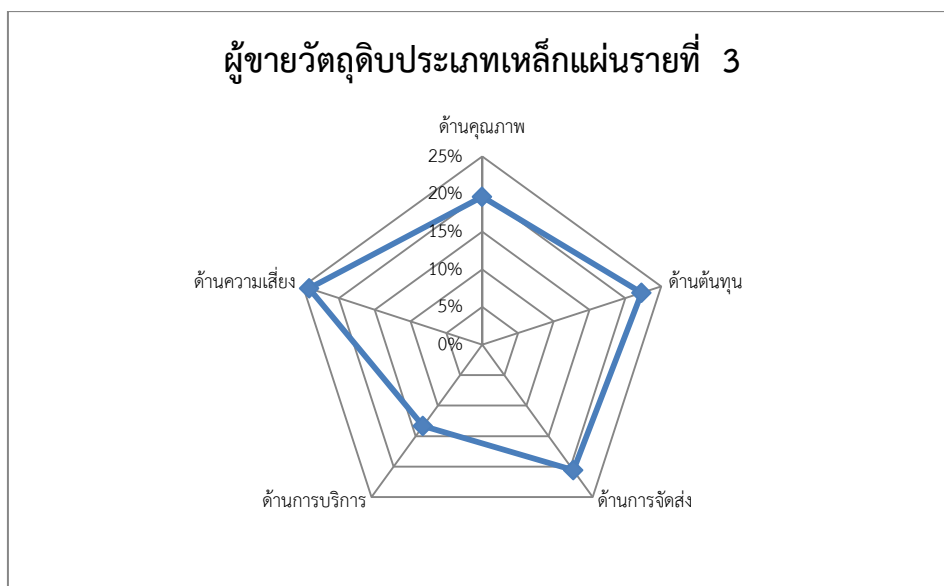 ผู้ขายวัตถุดิบประเภทเหล็กแผ่นรายที่ 3
ด้านคุณภาพ
25%
20%
15%
10%
5%
0%
ด้านต้นทุน
ด้านการจัดส่ง
ด้านการบริการ
ด้านความเสี่ยง